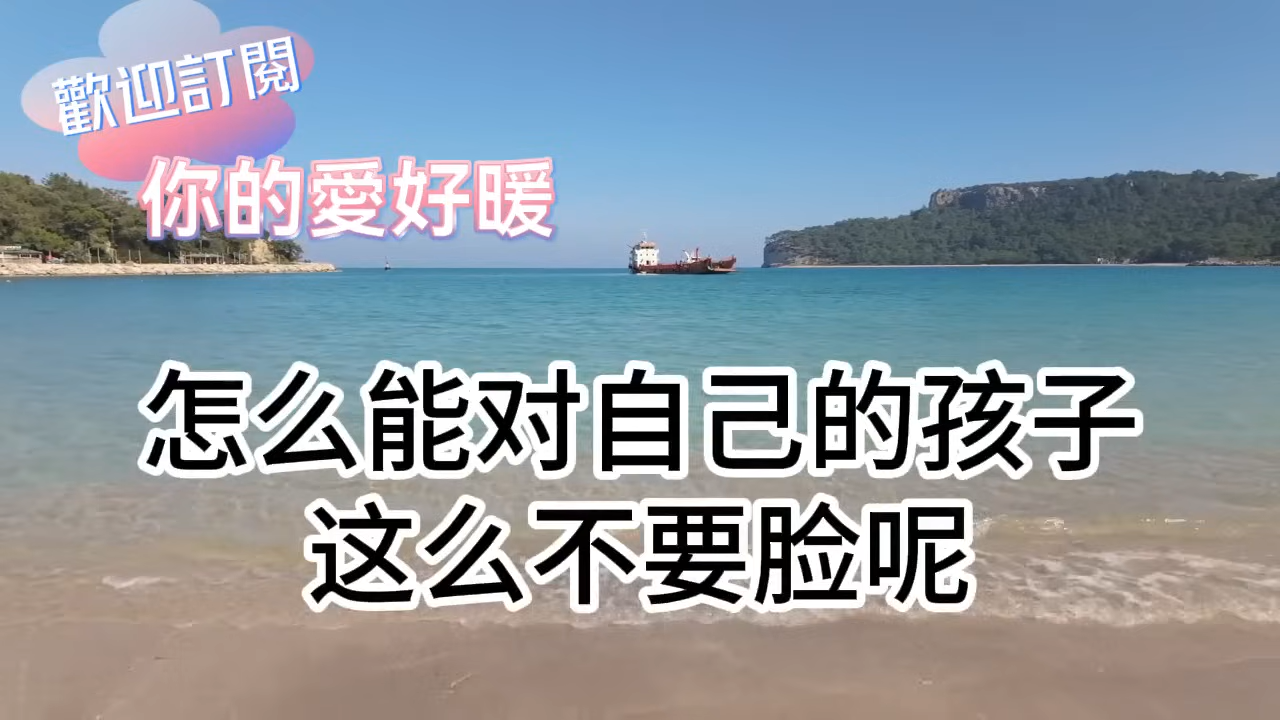 歡迎訂閱
你的愛好暖
怎么能对自己的孩子
这么不要脸呢